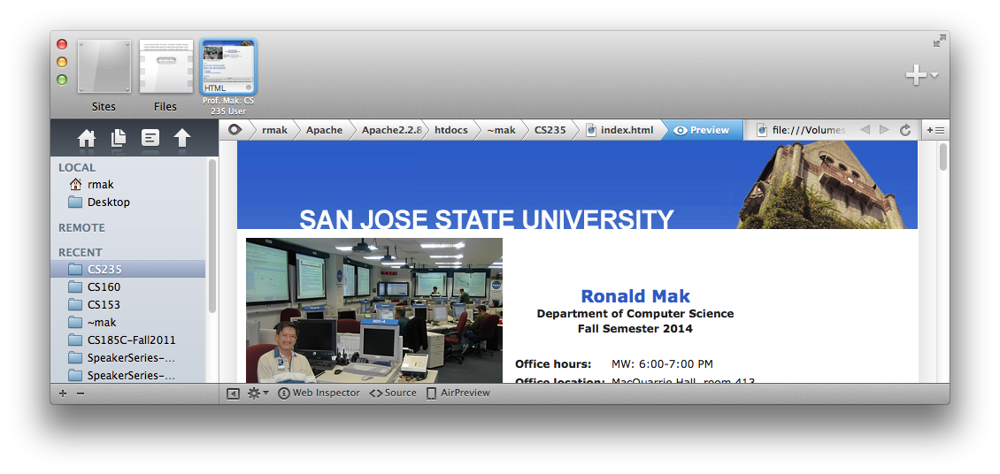 HTML
Sites
Files
Prof. Mak: CS
235 User
rmak
Apache
Apache2.2.8
htdocs
~mak
CS235
index.html
Preview
file:///Volumes
LOCAL
rmak
Desktop
REMOTE
RECENT
CS235
CS160
CS153
~mak
CS185C-Fall2011
SpeakerSeries-...
SpeakerSeries-...
SAN JOSE STATE UNIVERSITY
Ronald Mak
Department of Computer Science
Fall Semester 2014
Office hours: MW: 6:00-7:00 PM
Office location: MacQuarrie Hall, room 413
Web Inspector
Source
AirPreview